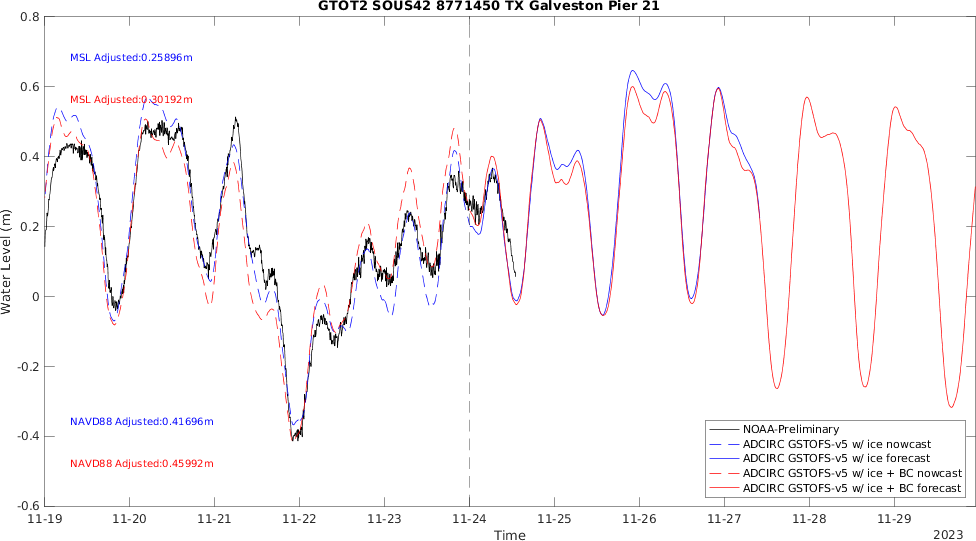 GTOT2 SOUS42 8771450 TX Galveston Pier 21
0.8
0.6
0.4
0.2
0
-0.2
-0.4
-0.6
Water Level (m)
MSL Adjusted:0.25896m
MSL Adjusted:0.30192m
NAVD88 Adjusted:0.41696m
NAVD88 Adjusted:0.45992m
NOAA-Preliminary
ADCIRC GSTOFS-v5 w/ ice nowcast
ADCIRC GSTOFS-v5 w/ ice forecast
ADCIRC GSTOFS-v5 w/ ice + BC nowcast
ADCIRC GSTOFS-v5 w/ ice + BC forecast
11-19 11-20 11-21 11-22 11-23 11-24 11-25 11-26 11-27 11-28 11-29
Time
2023